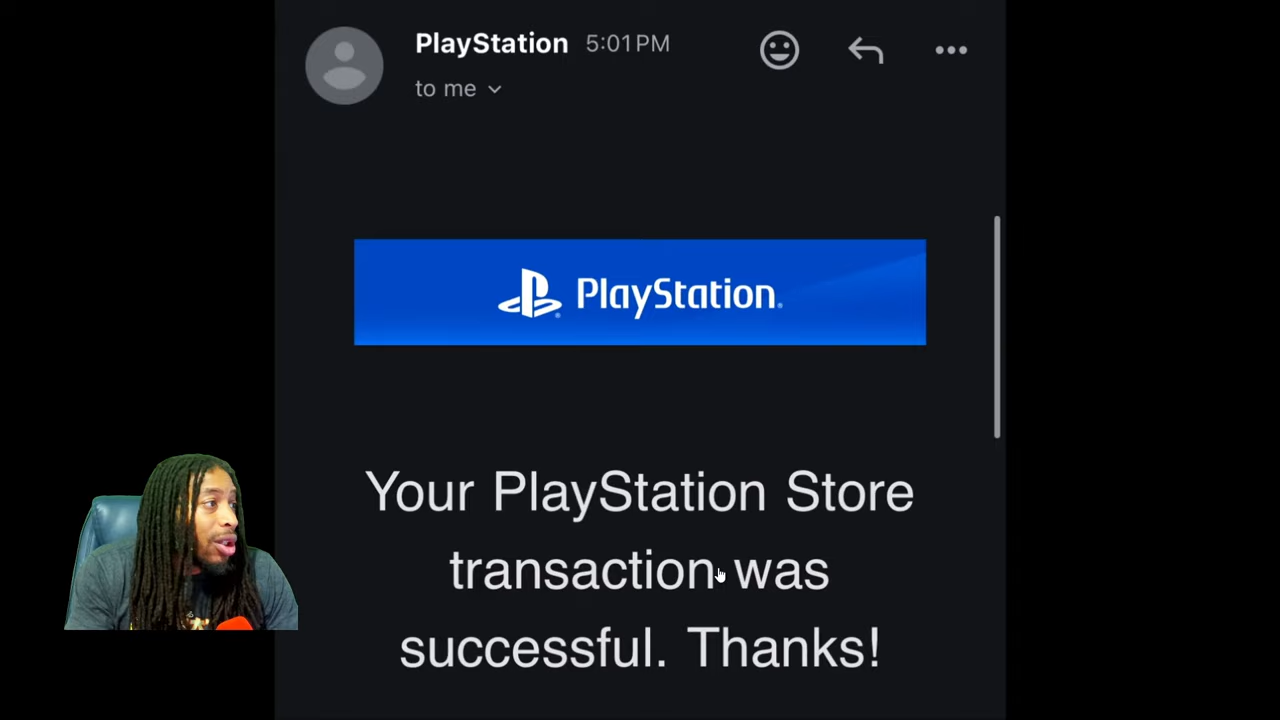 PlayStation 5:01 PM
to me
PlayStation
Your PlayStation Store
transaction was
successful. Thanks!